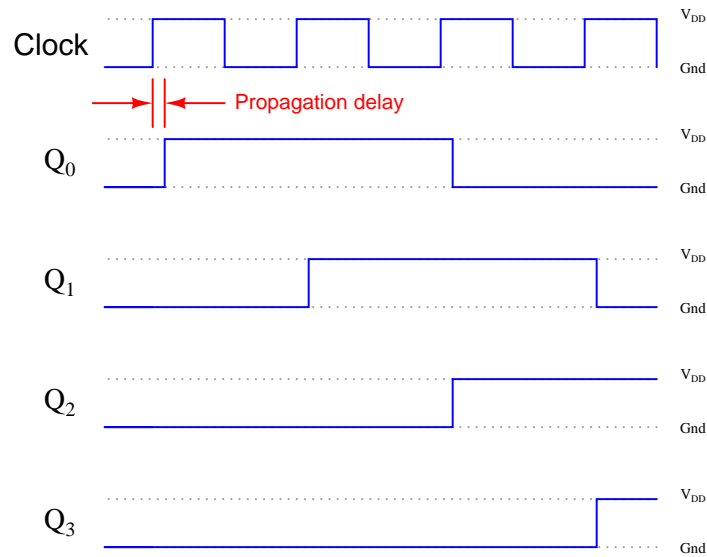 V_DD
Clock
Gnd
Propagation delay
V_DD
Q_0
Gnd
V_DD
Q_1
Gnd
V_DD
Q_2
Gnd
V_DD
Q_3
Gnd